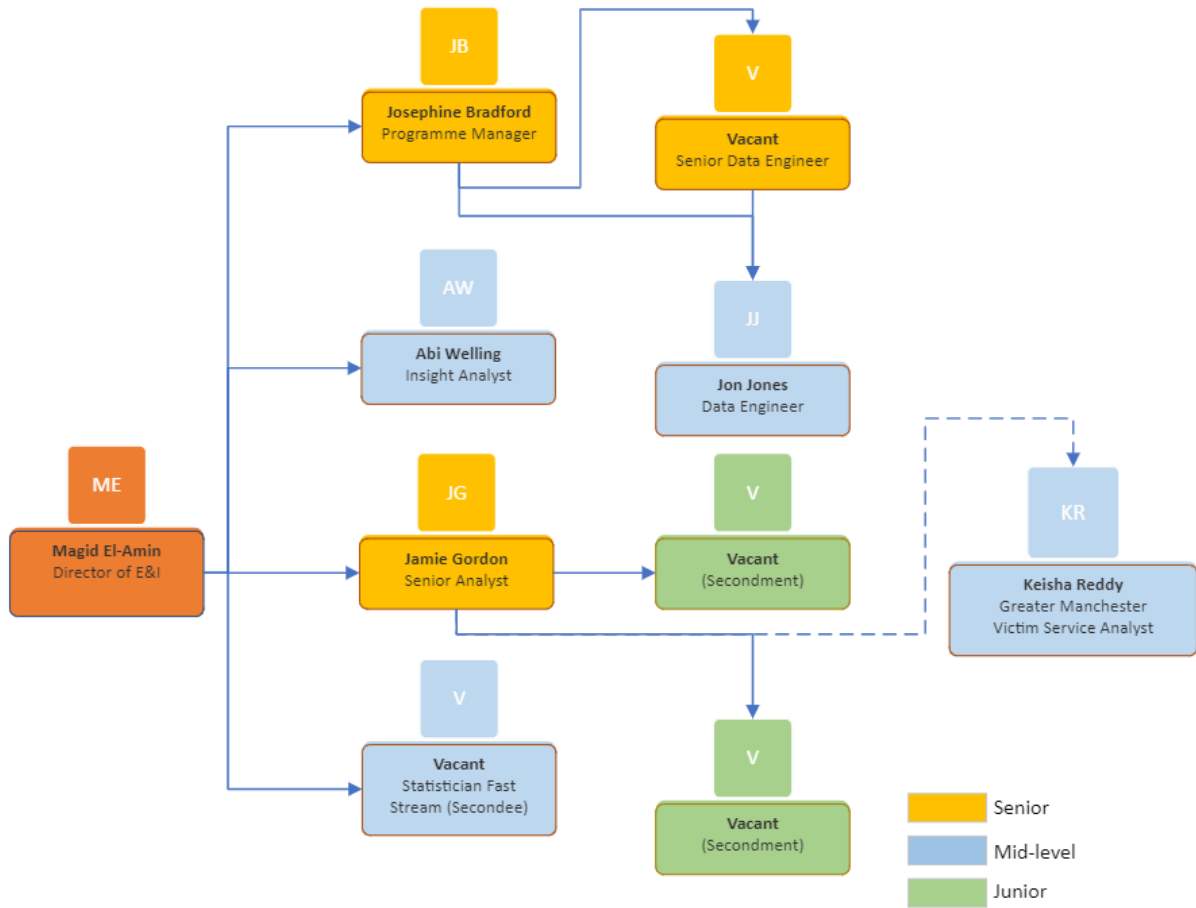 JB
Josephine Bradford
Programme Manager
V
Vacant
Senior Data Engineer
AW
Abi Welling
Insight Analyst
JJ
Jon Jones
Data Engineer
ME
Magid El-Amin
Director of E&I
JG
Jamie Gordon
Senior Analyst
V
Vacant
(Secondment)
KR
Keisha Reddy
Greater Manchester
Victim Service Analyst
V
Vacant
Statistician Fast
Stream (Secondee)
V
Vacant
(Secondment)
Senior
Mid-level
Junior